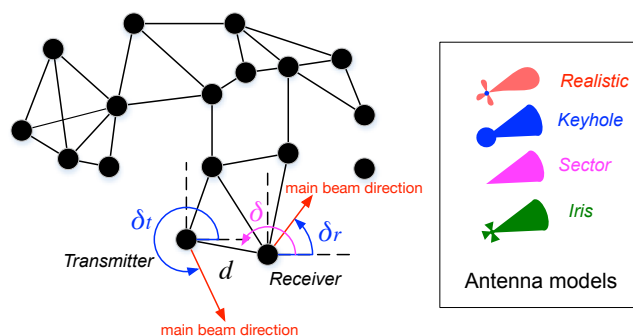 Realistic
Keyhole
Sector
Iris
Antenna models
main beam direction
δt
δ
δr
Transmitter
d
Receiver
main beam direction